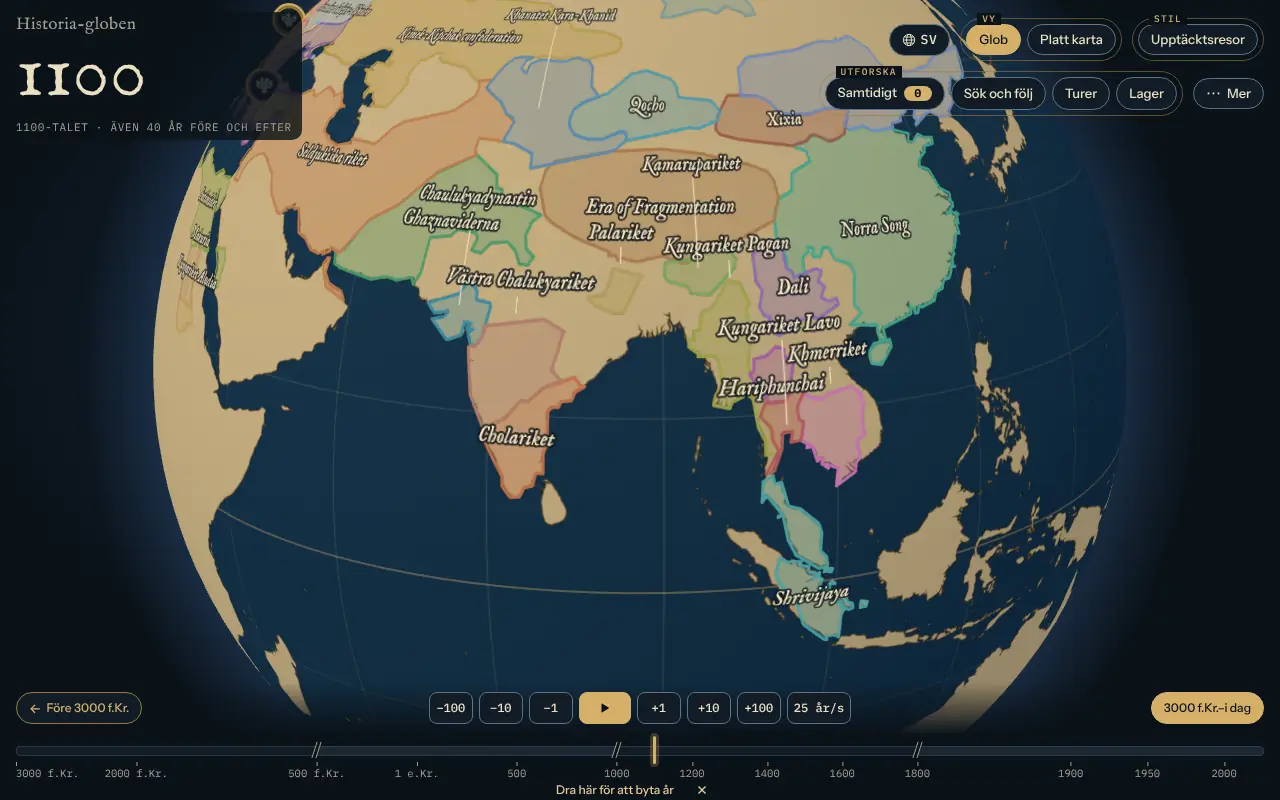 Historia-globen
1100
1100-TALET · ÄVEN 40 ÅR FÖRE OCH EFTER
SV
VY
Glob
Platt karta
STIL
Upptäcktsresor
UTFORSKA
Samtidigt 0
Sök och följ
Turer
Lager
··· Mer
Khanatet Kara-Khanid
Kimek-Kipchak confederation
Qocho
Xixia
Seldjukiska riket
Kamarupariket
Chaulukyadynastin
Era of Fragmentation
Ghaznaviderna
Palariket
Kungariket Pagan
Norra Song
Västra Chalukyariket
Dali
Kungariket Lavo
Khmerriket
Hariphunchai
Cholariket
Shrivijaya
← Före 3000 f.Kr.
−100
−10
−1
+1
+10
+100
25 år/s
3000 f.Kr.–i dag
3000 f.Kr.
2000 f.Kr.
500 f.Kr.
1 e.Kr.
500
1000
1200
1400
1600
1800
1900
1950
2000
Dra här för att byta år ✕